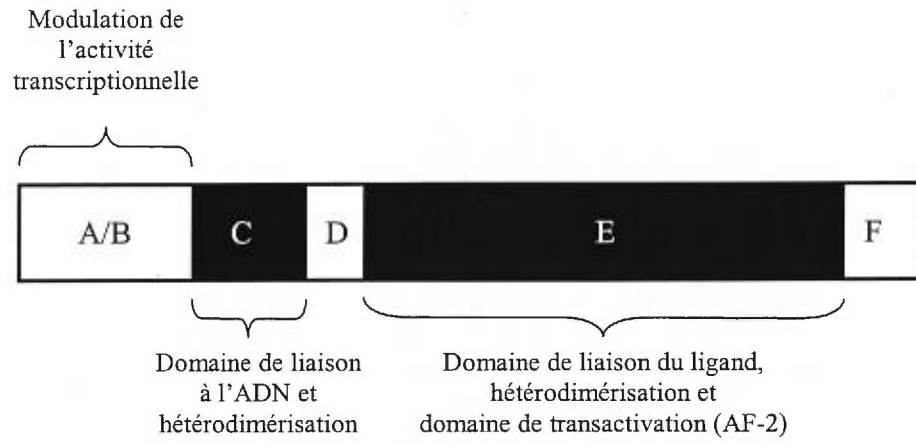 Modulation de
l'activité
transcriptionnelle
A/B
C
D
E
F
Domaine de liaison
à l'ADN et
hétérodimérisation
Domaine de liaison du ligand,
hétérodimérisation et
domaine de transactivation (AF-2)